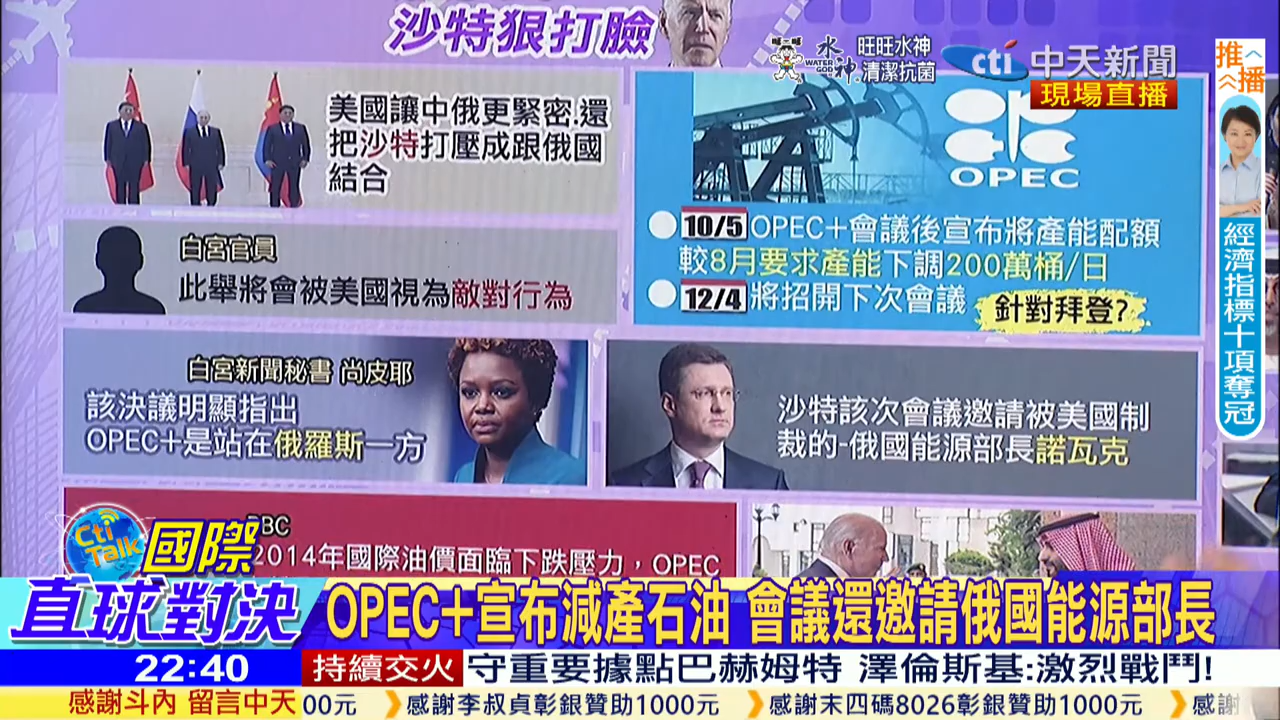 沙特狠打臉
旺旺水神
WATER GOD
水神
清潔抗菌
cti 中天新聞
現場直播
推播
經濟指標十項奪冠
美國讓中俄更緊密.還
把沙特打壓成跟俄國
結合
OPEC
10/5 OPEC+會議後宣布將產能配額
較8月要求產能下調200萬桶/日
12/4 將招開下次會議
針對拜登?
白宮官員
此舉將會被美國視為敵對行為
白宮新聞秘書 尚皮耶
該決議明顯指出
OPEC+是站在俄羅斯一方
沙特該次會議邀請被美國制
裁的-俄國能源部長諾瓦克
BC
2014年國際油價面臨下跌壓力，OPEC
Cti Talk
國際
直球對決
OPEC+宣布減產石油 會議還邀請俄國能源部長
22:40
持續交火 守重要據點巴赫姆特 澤倫斯基:激烈戰鬥!
感謝斗內 留言中天 00元 感謝李叔貞彰銀贊助1000元 感謝末四碼8026彰銀贊助1000元 感謝